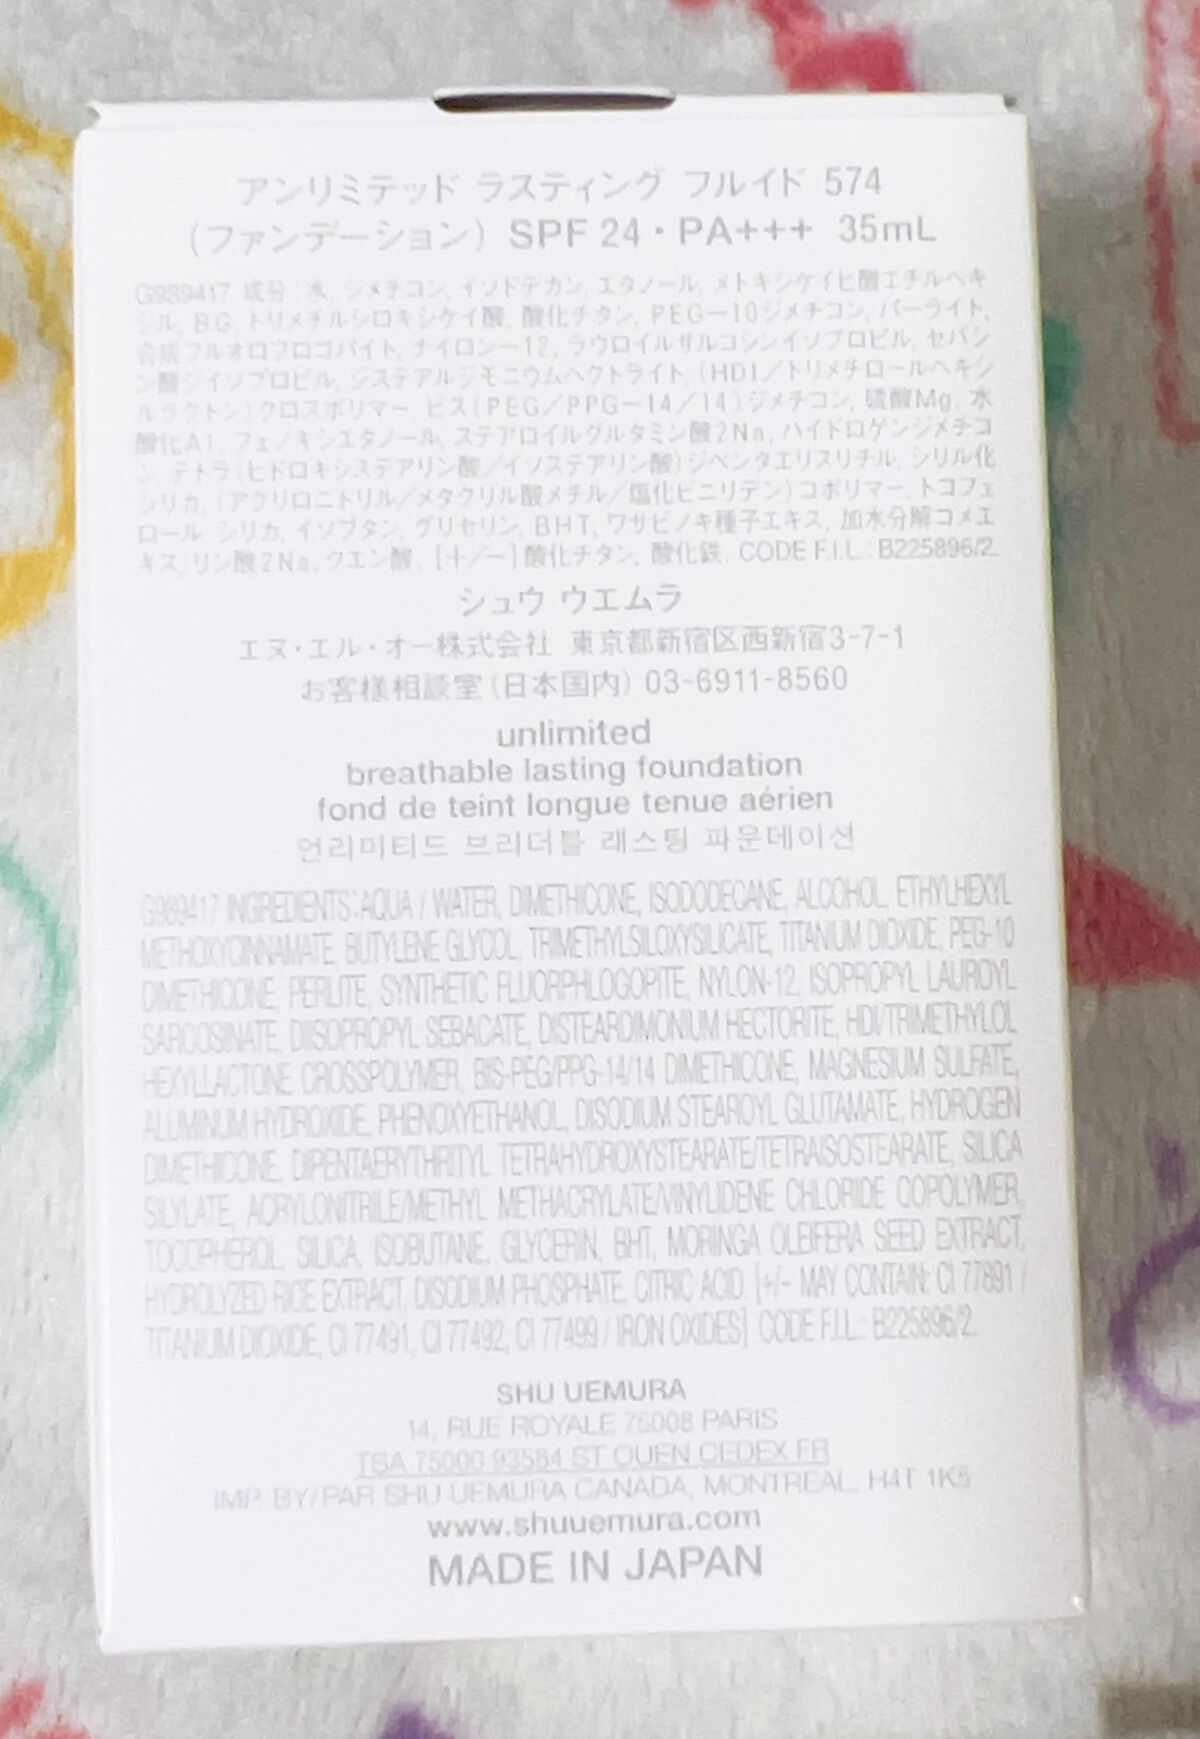 アンリミテッド ラスティング フルイド 574
(ファンデーション) SPF 24・PA+++ 35mL
G989417 成分:水, ジメチコン, イソドデカン, エタノール, メトキシケイヒ酸エチルヘキ
シル, BG, トリメチルシロキシケイ酸, 酸化チタン, PEG-10ジメチコン, パーライト,
合成フルオロフロゴパイト, ナイロン-12, ラウロイルサルコシンイソプロピル, セバシ
ン酸ジイソプロピル, ジステアルジモニウムヘクトライト, (HDI/トリメチロールヘキシ
ルラクトン)クロスポリマー, ビス(PEG/PPG-14/14)ジメチコン, 硫酸Mg, 水
酸化Al, フェノキシエタノール, ステアロイルグルタミン酸2Na, ハイドロゲンジメチコ
ン, テトラ(ヒドロキシステアリン酸/イソステアリン酸)ジペンタエリスリチル, シリル化
シリカ, (アクリロニトリル/メタクリル酸メチル/塩化ビニリデン)コポリマー, トコフェ
ロール, シリカ, イソブタン, グリセリン, BHT, ワサビノキ種子エキス, 加水分解コメエ
キス, リン酸2Na, クエン酸, [+/-]酸化チタン, 酸化鉄. CODE F.I.L.: B225896/2.
シュウ ウエムラ
エヌ・エル・オー株式会社 東京都新宿区西新宿3-7-1
お客様相談室(日本国内) 03-6911-8560
unlimited
breathable lasting foundation
fond de teint longue tenue aérien
언리미티드 브리더블 래스팅 파운데이션
G989417 INGREDIENTS: AQUA / WATER, DIMETHICONE, ISODODECANE, ALCOHOL, ETHYLHEXYL
METHOXYCINNAMATE, BUTYLENE GLYCOL, TRIMETHYLSILOXYSILICATE, TITANIUM DIOXIDE, PEG-10
DIMETHICONE, PERLITE, SYNTHETIC FLUORPHLOGOPITE, NYLON-12, ISOPROPYL LAUROYL
SARCOSINATE, DIISOPROPYL SEBACATE, DISTEARDIMONIUM HECTORITE, HDI/TRIMETHYLOL
HEXYLLACTONE CROSSPOLYMER, BIS-PEG/PPG-14/14 DIMETHICONE, MAGNESIUM SULFATE,
ALUMINUM HYDROXIDE, PHENOXYETHANOL, DISODIUM STEAROYL GLUTAMATE, HYDROGEN
DIMETHICONE, DIPENTAERYTHRITYL TETRAHYDROXYSTEARATE/TETRAISOSTEARATE, SILICA
SILYLATE, ACRYLONITRILE/METHYL METHACRYLATE/VINYLIDENE CHLORIDE COPOLYMER,
TOCOPHEROL, SILICA, ISOBUTANE, GLYCERIN, BHT, MORINGA OLEIFERA SEED EXTRACT,
HYDROLYZED RICE EXTRACT, DISODIUM PHOSPHATE, CITRIC ACID. [+/- MAY CONTAIN: CI 77891 /
TITANIUM DIOXIDE, CI 77491, CI 77492, CI 77499 / IRON OXIDES] CODE F.I.L.: B225896/2.
SHU UEMURA
14, RUE ROYALE 75008 PARIS
TSA 75000 93584 ST OUEN CEDEX FR
IMP. BY/PAR SHU UEMURA CANADA, MONTREAL, H4T 1K5
www.shuuemura.com
MADE IN JAPAN